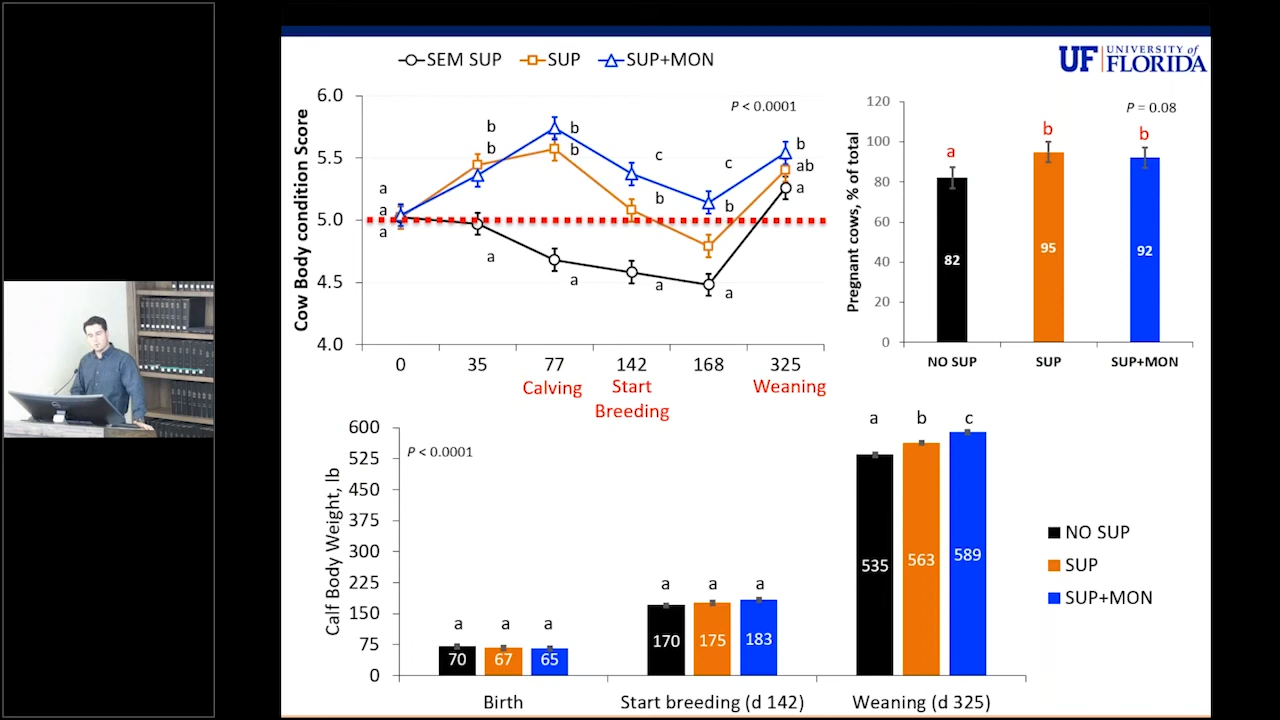 SEM SUP SUP SUP+MON
UF UNIVERSITY of
FLORIDA
Cow Body condition Score
6.0
5.5
5.0
4.5
4.0
P < 0.0001
a
a
a
b
b
a
b
b
a
c
b
a
c
b
a
b
ab
a
0 35 77 142 168 325
Calving Start Weaning
Breeding
Pregnant cows, % of total
120
100
80
60
40
20
0
P = 0.08
a b b
82 95 92
NO SUP SUP SUP+MON
Calf Body Weight, lb
600
525
450
375
300
225
150
75
0
P < 0.0001
a a a
70 67 65
a a a
170 175 183
a b c
535 563 589
Birth Start breeding (d 142) Weaning (d 325)
NO SUP
SUP
SUP+MON